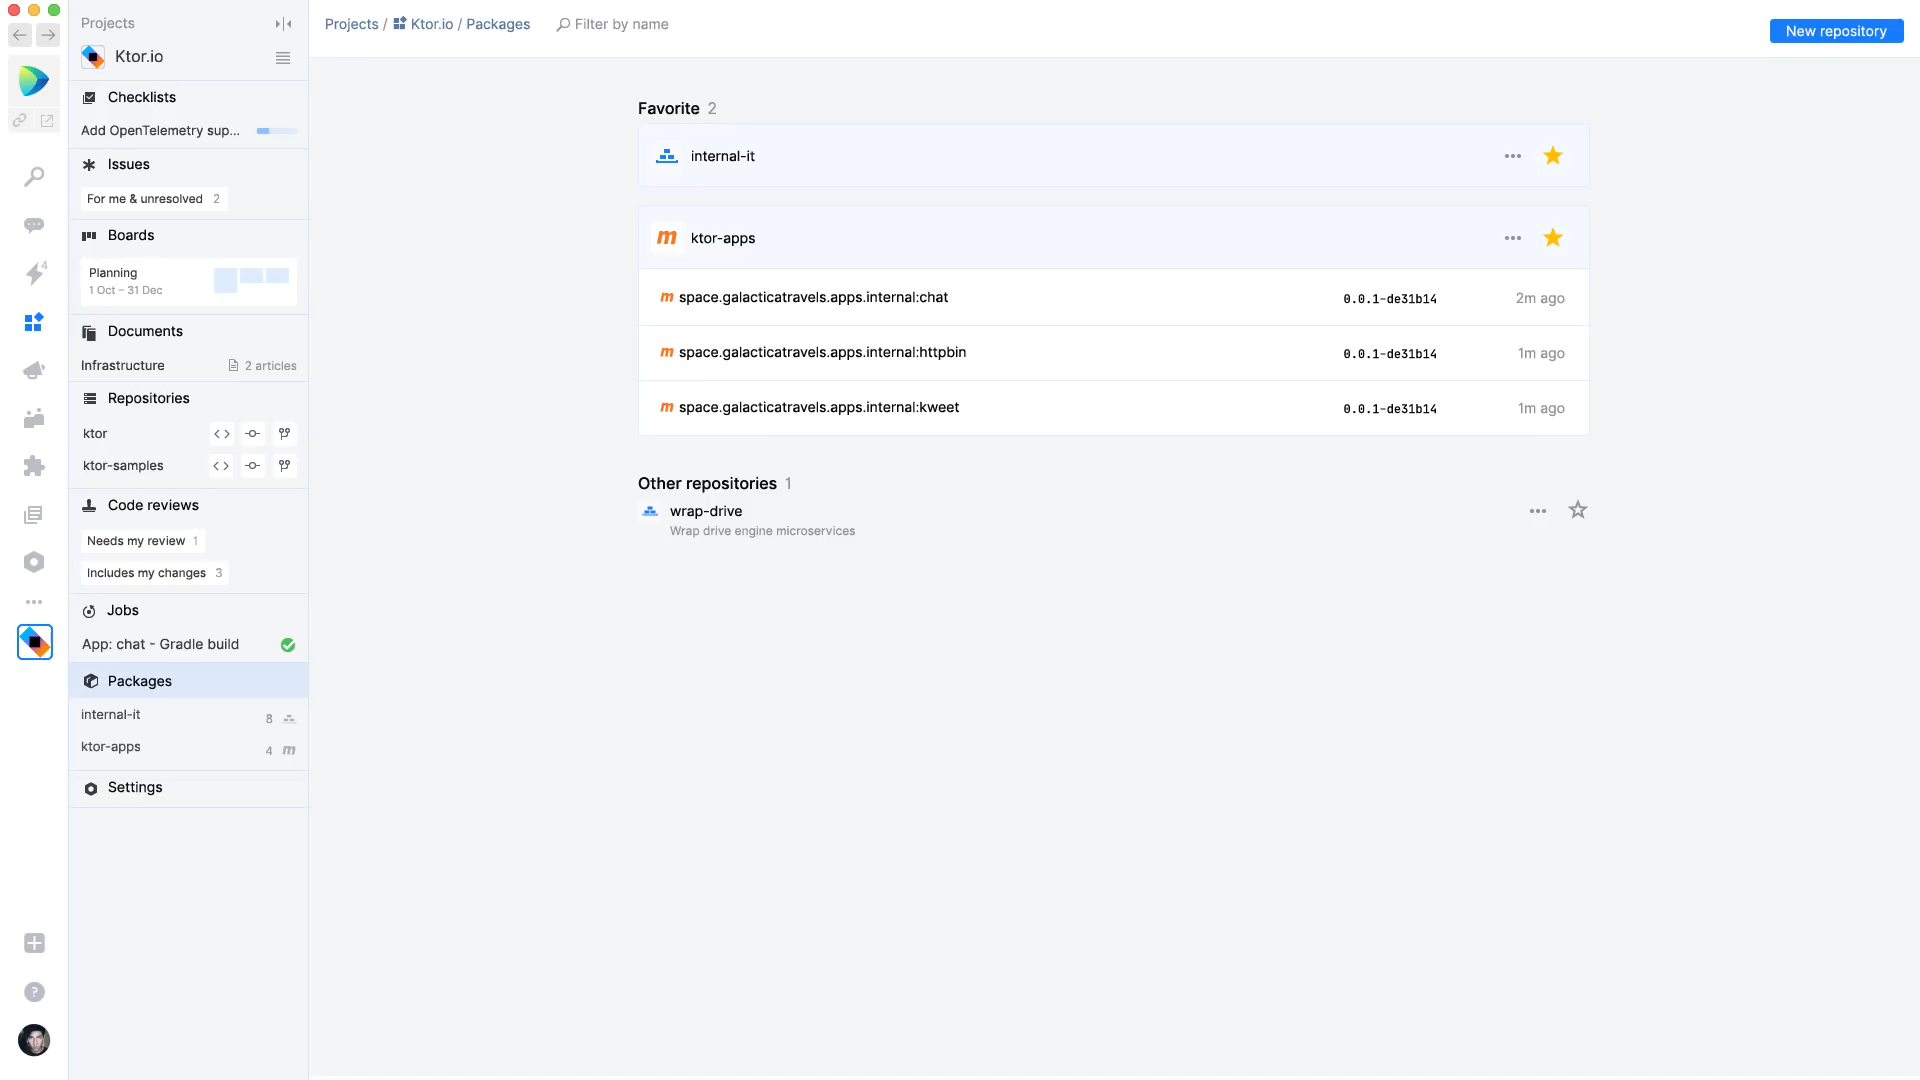 Projects
Ktor.io
Checklists
Add OpenTelemetry sup...
Issues
For me & unresolved 2
Boards
Planning
1 Oct – 31 Dec
Documents
Infrastructure 2 articles
Repositories
ktor
ktor-samples
Code reviews
Needs my review 1
Includes my changes 3
Jobs
App: chat - Gradle build
Packages
internal-it 8
ktor-apps 4 m
Settings
4
Projects / Ktor.io / Packages Filter by name
New repository
Favorite 2
internal-it
m ktor-apps
m space.galacticatravels.apps.internal:chat 0.0.1-de31b14 2m ago
m space.galacticatravels.apps.internal:httpbin 0.0.1-de31b14 1m ago
m space.galacticatravels.apps.internal:kweet 0.0.1-de31b14 1m ago
Other repositories 1
wrap-drive
Wrap drive engine microservices